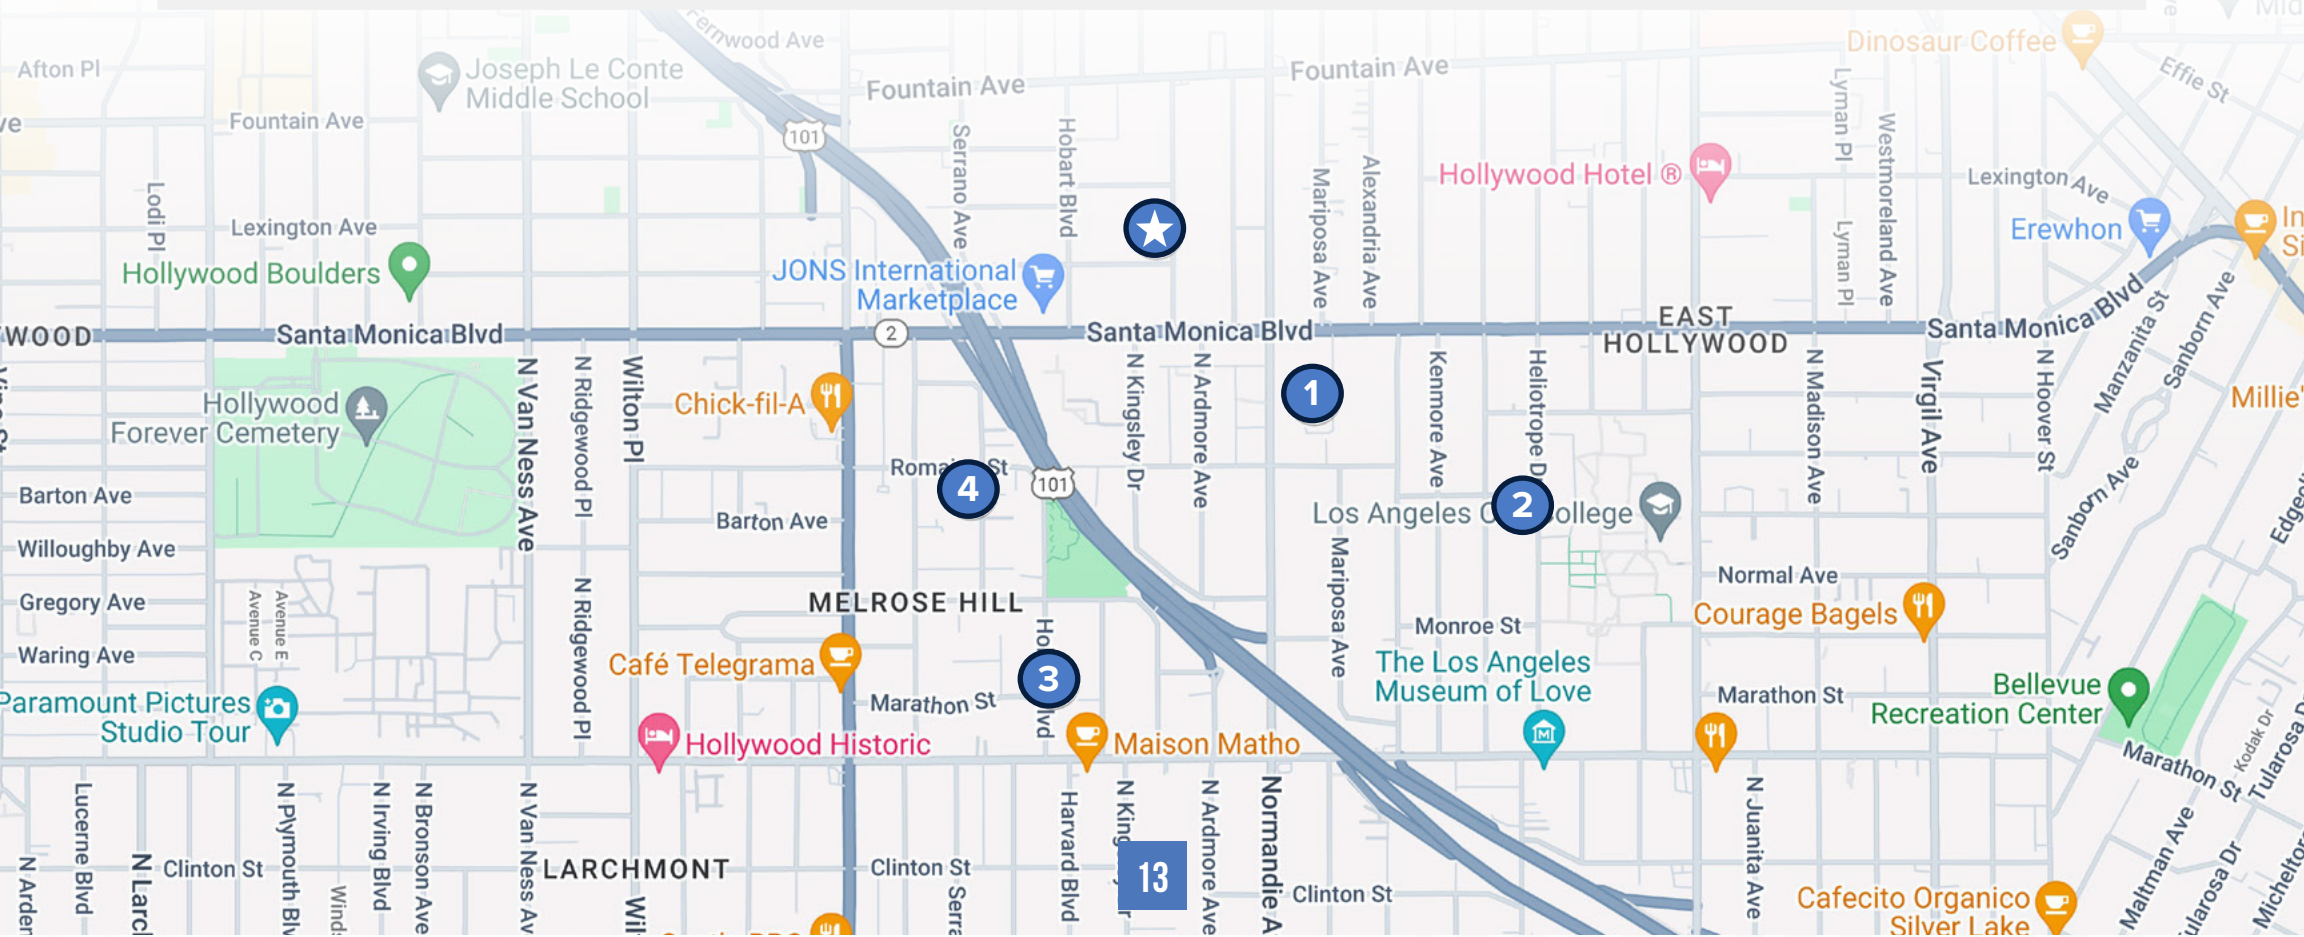 Fernwood Ave
Dinosaur Coffee
Afton Pl
Joseph Le Conte
Middle School
Fountain Ave
Fountain Ave
Effie St
Fountain Ave
101
Serrano Ave
Hobart Blvd
Lyman Pl
Westmoreland Ave
Hollywood Hotel ®
Mariposa Ave
Alexandria Ave
Lexington Ave
Lodi Pl
Lexington Ave
Erewhon
Lyman Pl
Hollywood Boulders
JONS International
Marketplace
EAST
HOLLYWOOD
WOOD
Santa Monica Blvd
2
Santa Monica Blvd
Santa Monica Blvd
Manzanita St
Sanborn Ave
N Van Ness Ave
N Ridgewood Pl
Wilton Pl
N Kingsley Dr
N Ardmore Ave
1
Kenmore Ave
Heliotrope D
N Madison Ave
Virgil Ave
N Hoover St
Millie'
Hollywood
Forever Cemetery
Chick-fil-A
St
4
101
Barton Ave
Barton Ave
Los Angeles C
2
ollege
Sanborn Ave
Willoughby Ave
Mariposa Ave
Normal Ave
Gregory Ave
Avenue C
Avenue E
N Ridgewood Pl
MELROSE HILL
Courage Bagels
Monroe St
Waring Ave
Café Telegrama
3
The Los Angeles
Museum of Love
Paramount Pictures
Studio Tour
Marathon St
Marathon St
Bellevue
Recreation Center
Hollywood Historic
Maison Matho
Marathon St
Kodak Dr
Lucerne Blvd
N Plymouth Bl
N Irving Blvd
N Bronson Ave
N Van Ness Av
Harvard Blvd
N Ardmore Ave
Normandie A
N Juanita Ave
Maltman Ave
N Arden
N Larch
Clinton St
LARCHMONT
Clinton St
13
Clinton St
Cafecito Organico
Silver Lake